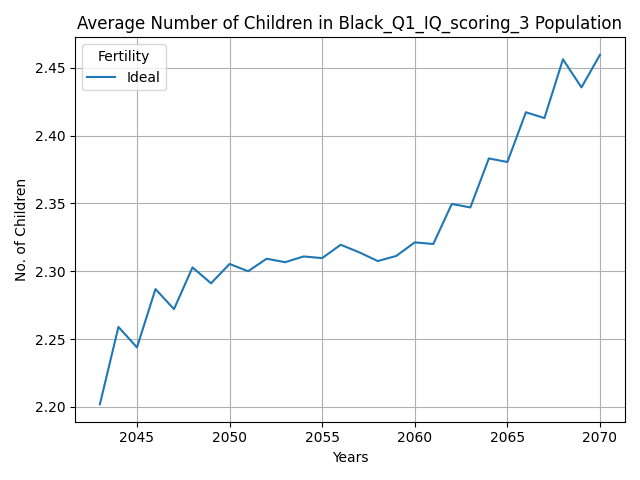 Average Number of Children in Black_Q1_IQ_scoring_3 Population
Fertility
Ideal
No. of Children
2.45
2.40
2.35
2.30
2.25
2.20
2045 2050 2055 2060 2065 2070
Years